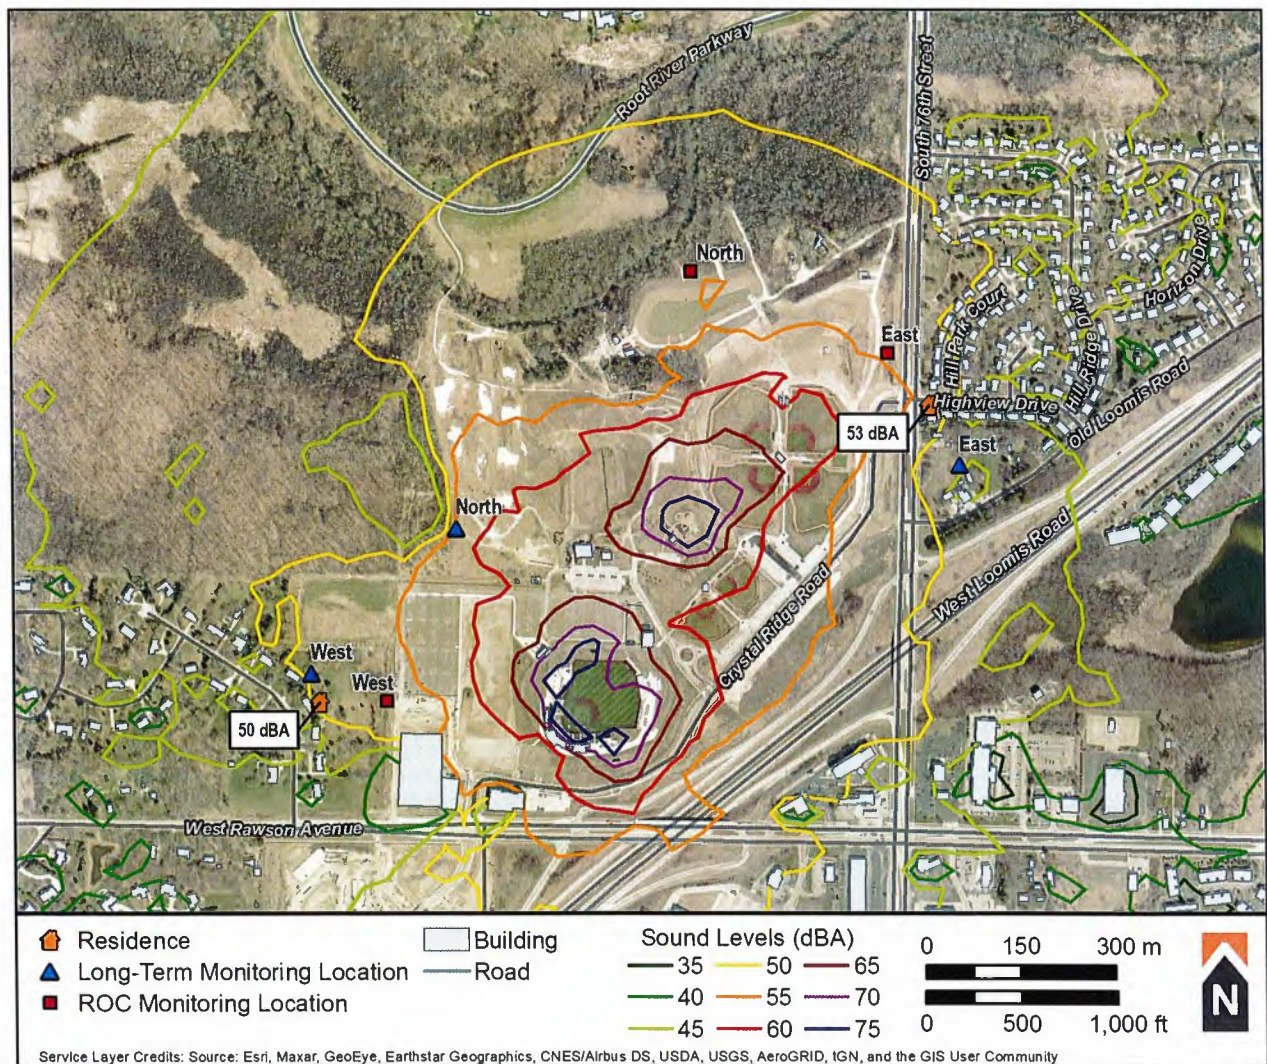 Root River Parkway
South 76th Street
North
East
Hill Park Court
Hill Ridge Drive
Horizon Drive
Highview Drive
53 dBA
Old Loomis Road
East
North
West Loomis Road
Crystal Ridge Road
West
West
50 dBA
West Rawson Avenue
Residence
Long-Term Monitoring Location
ROC Monitoring Location
Building
Road
Sound Levels (dBA)
35 50 65
40 55 70
45 60 75
0 150 300 m
0 500 1,000 ft
N
Service Layer Credits: Source: Esri, Maxar, GeoEye, Earthstar Geographics, CNES/Airbus DS, USDA, USGS, AeroGRID, IGN, and the GIS User Community